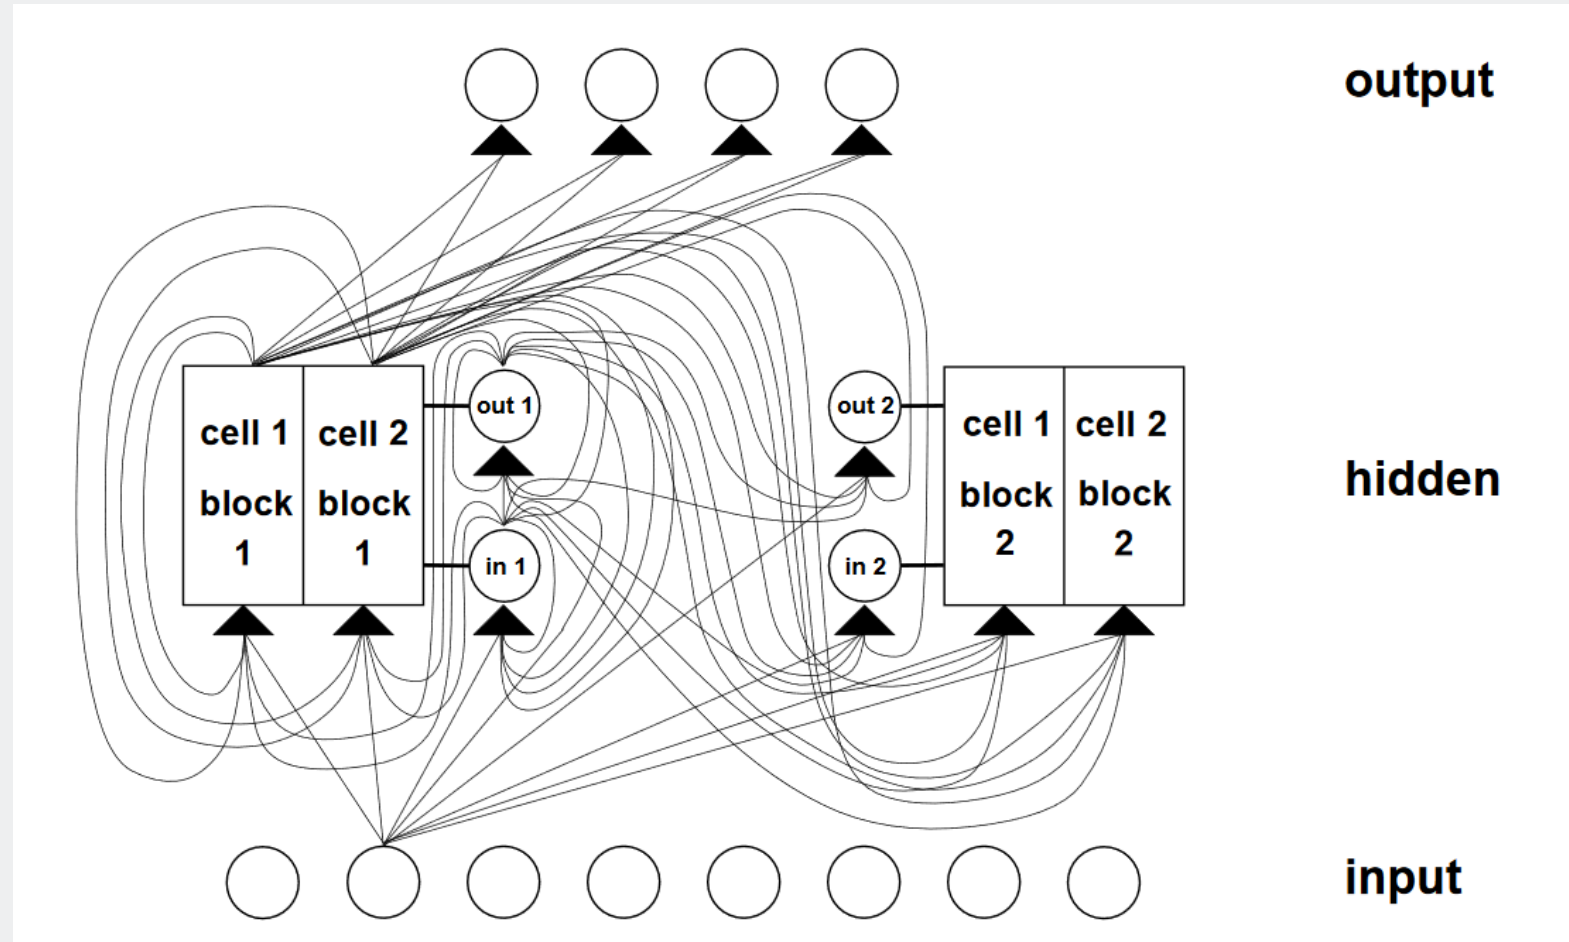 output
cell 1
block
1
cell 2
block
1
out 1
in 1
out 2
in 2
cell 1
block
2
cell 2
block
2
hidden
input